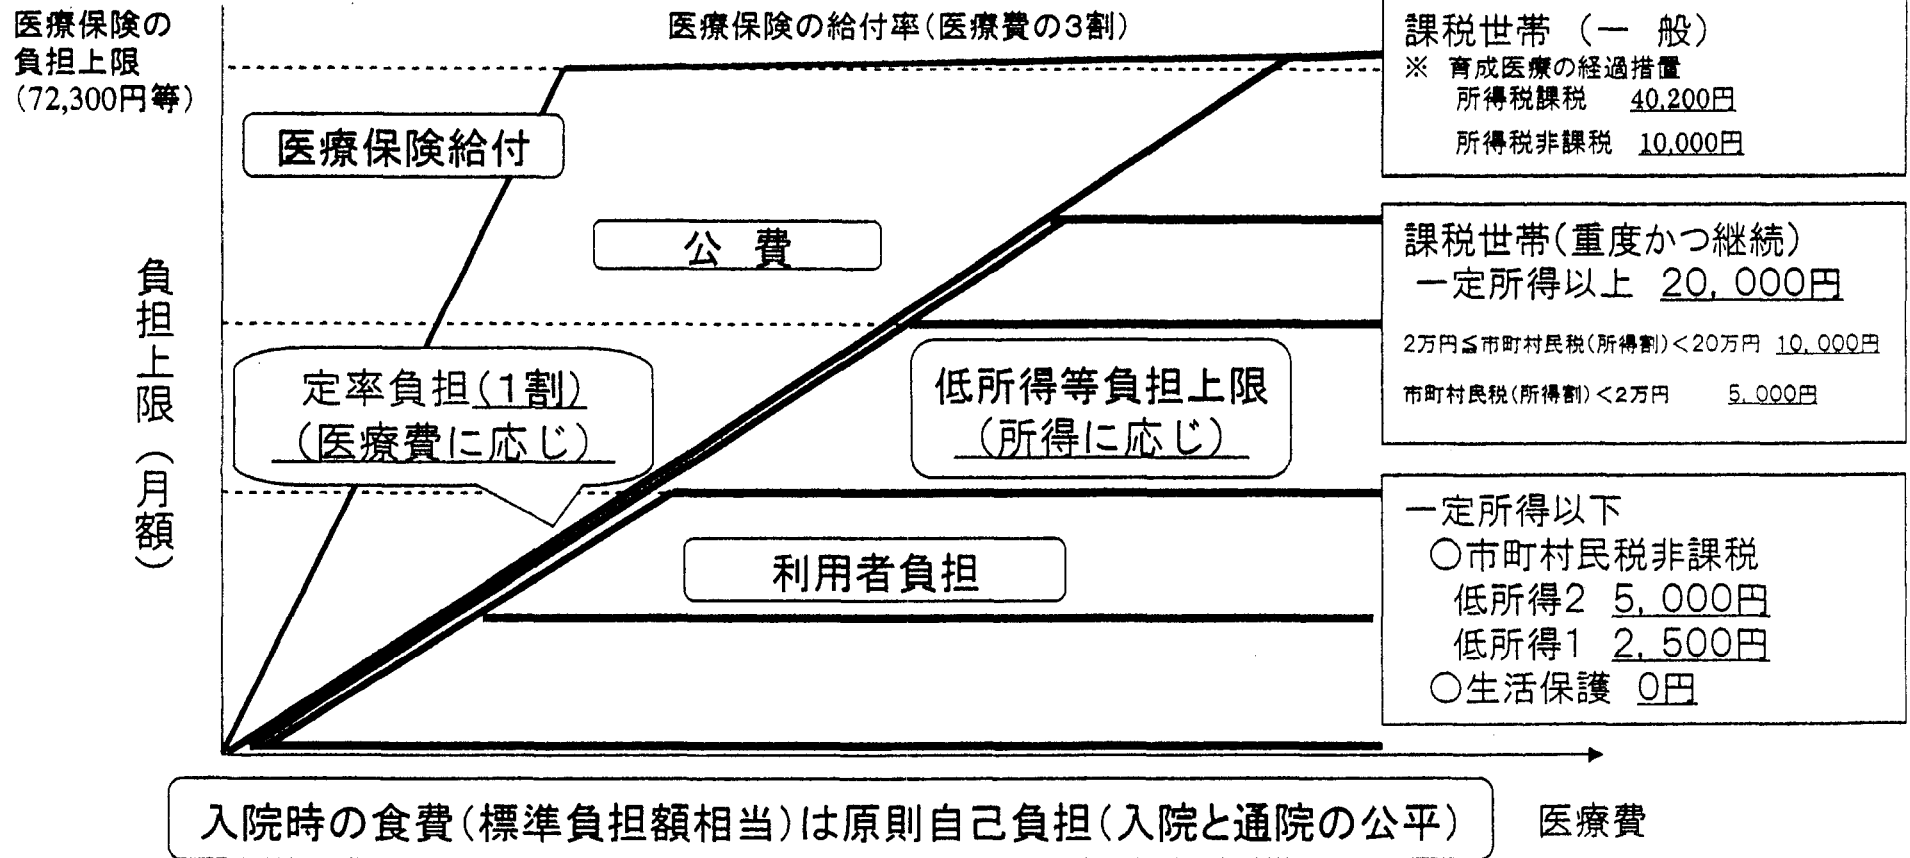 医療保険の
負担上限
(72,300円等)
医療保険の給付率(医療費の3割)
医療保険給付
公 費
負担上限(月額)
定率負担(1割)
(医療費に応じ)
低所得等負担上限
(所得に応じ)
利用者負担
課税世帯 (一 般)
※ 育成医療の経過措置
所得税課税 40,200円
所得税非課税 10,000円
課税世帯(重度かつ継続)
一定所得以上 20,000円
2万円≦市町村民税(所得割)<20万円 10,000円
市町村民税(所得割)<2万円 5,000円
一定所得以下
○市町村民税非課税
低所得2 5,000円
低所得1 2,500円
○生活保護 0円
入院時の食費(標準負担額相当)は原則自己負担(入院と通院の公平)
医療費